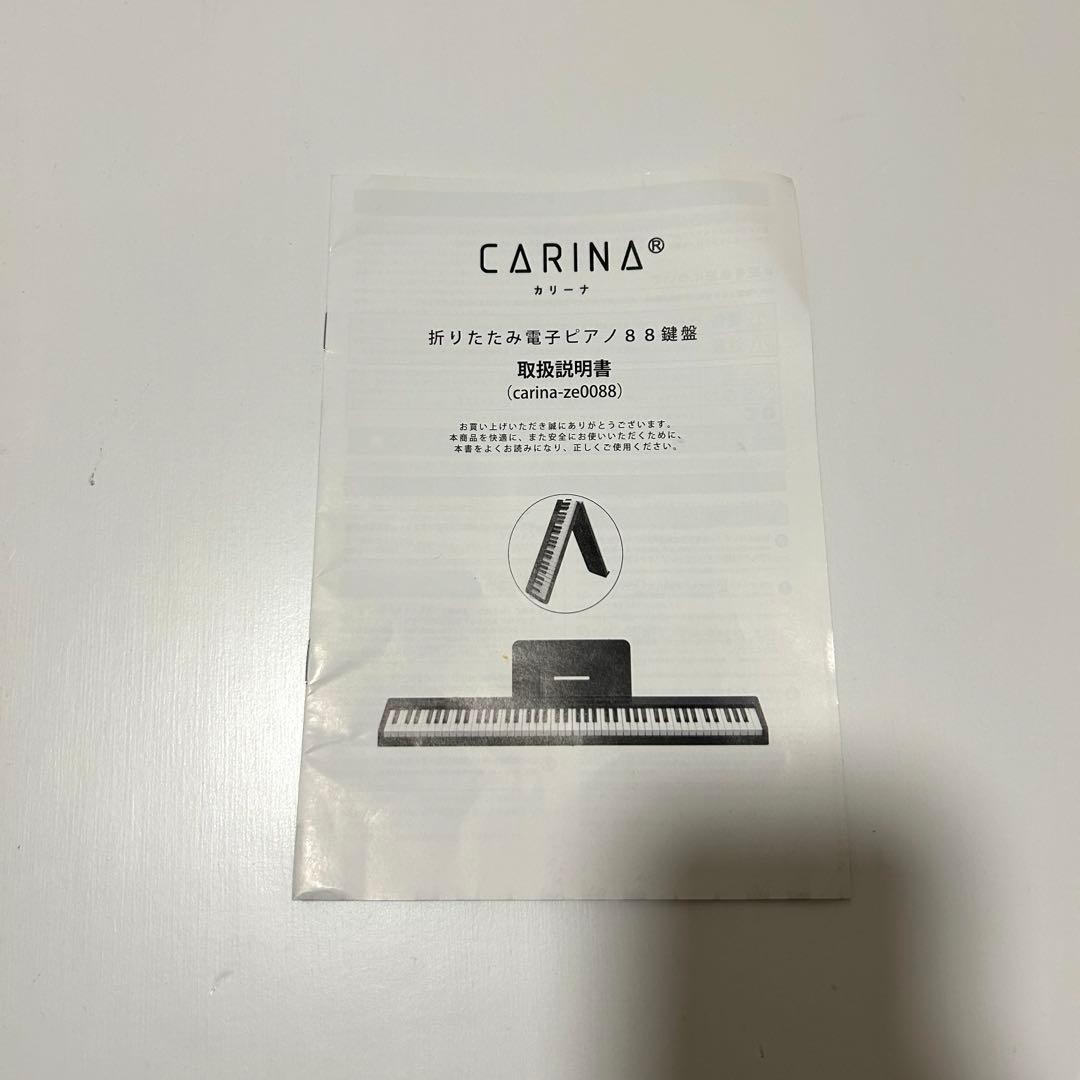 CARINA®
カリーナ
折りたたみ電子ピアノ８８鍵盤
取扱説明書
（carina-ze0088）
お買い上げいただき誠にありがとうございます。
本商品を快適に、また安全にお使いいただくために、
本書をよくお読みになり、正しくご使用ください。